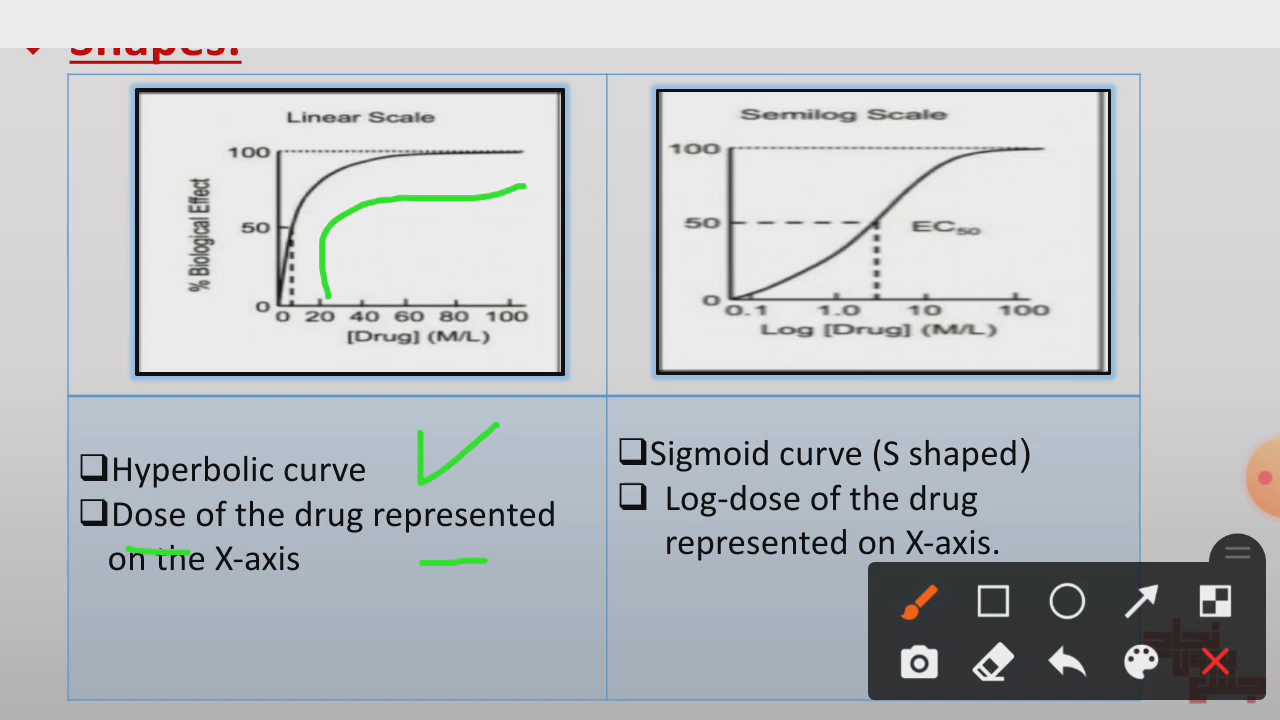 Shapes:
Linear Scale
100
50
0
% Biological Effect
0 20 40 60 80 100
[Drug] (M/L)
Semilog Scale
100
50
EC50
0
0.1 1.0 10 100
Log [Drug] (M/L)
Hyperbolic curve
Dose of the drug represented
on the X-axis
Sigmoid curve (S shaped)
Log-dose of the drug
represented on X-axis.